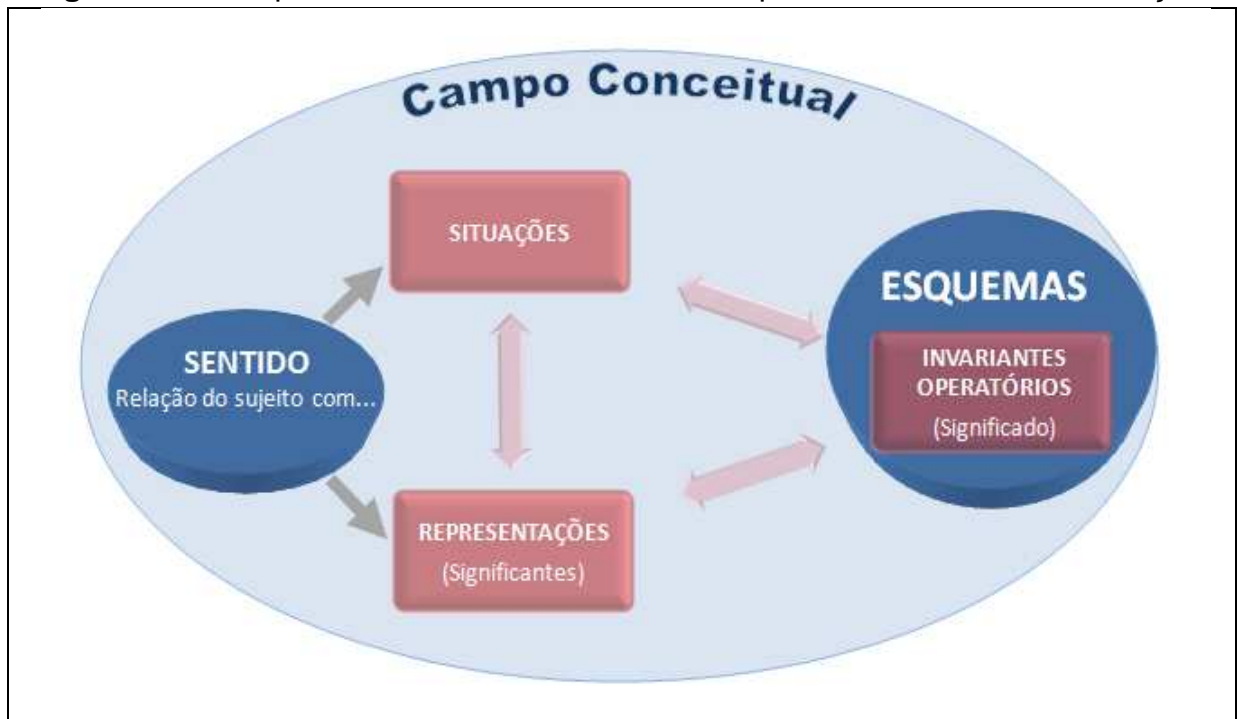 Campo Conceitual
SITUAÇÕES
ESQUEMAS
INVARIANTES
OPERATÓRIOS
(Significado)
SENTIDO
Relação do sujeito com...
REPRESENTAÇÕES
(Significantes)